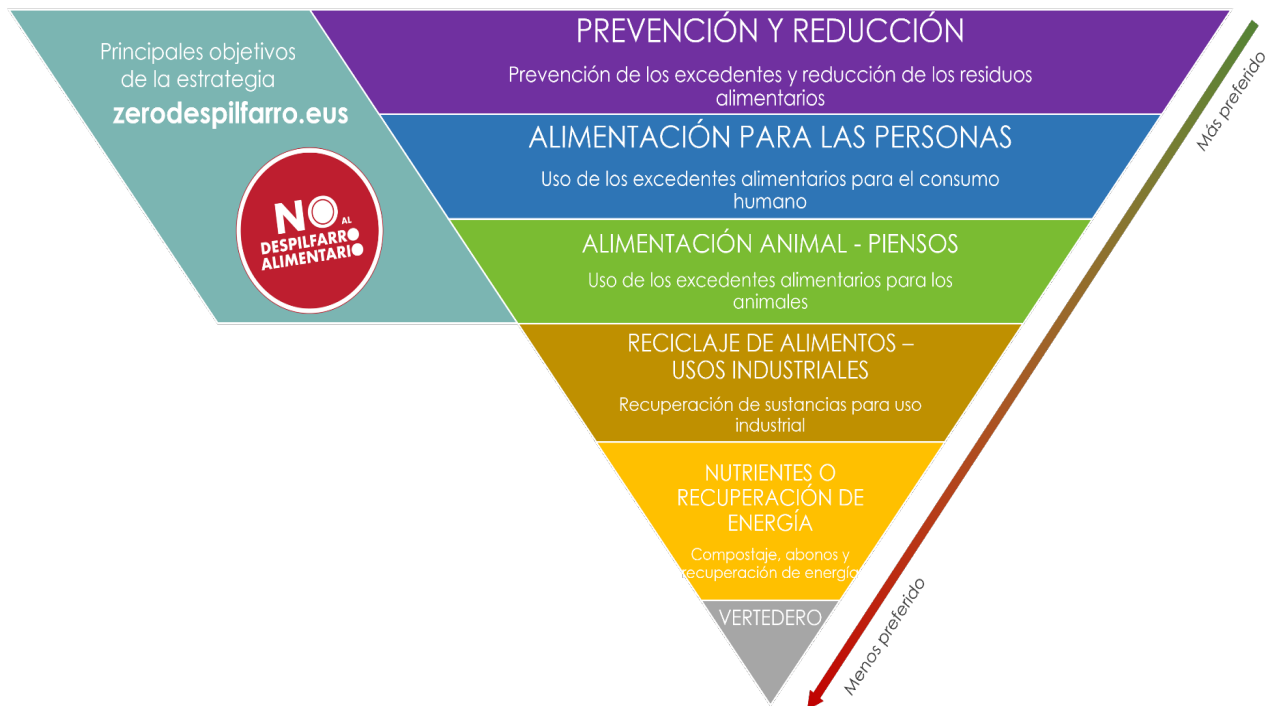 Principales objetivos
de la estrategia
zerodespilfarro.eus
NO AL
DESPILFARRO
ALIMENTARIO
PREVENCIÓN Y REDUCCIÓN
Prevención de los excedentes y reducción de los residuos
alimentarios
ALIMENTACIÓN PARA LAS PERSONAS
Uso de los excedentes alimentarios para el consumo
humano
ALIMENTACIÓN ANIMAL - PIENSOS
Uso de los excedentes alimentarios para los
animales
RECICLAJE DE ALIMENTOS –
USOS INDUSTRIALES
Recuperación de sustancias para uso
industrial
NUTRIENTES O
RECUPERACIÓN DE
ENERGÍA
Compostaje, abonos y
recuperación de energía
VERTEDERO
Más preferido
Menos preferido